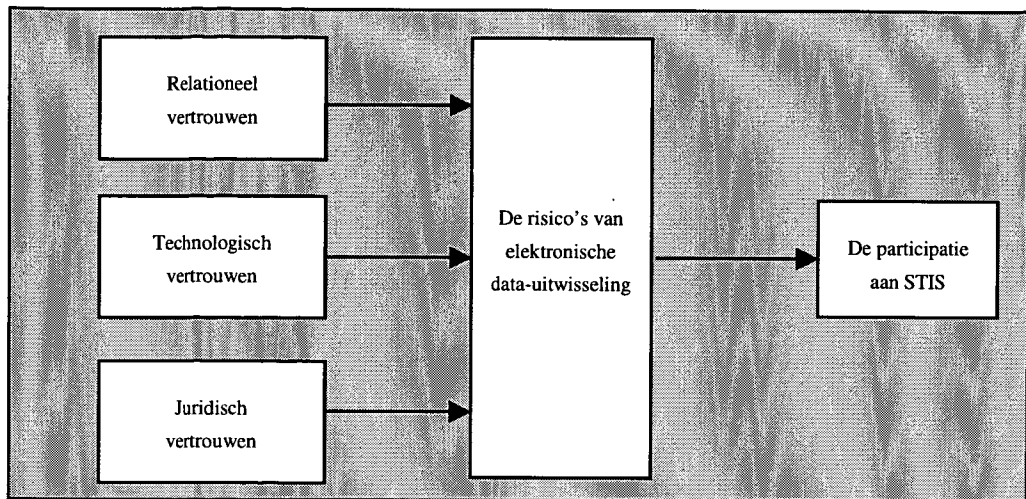 Relationeel
vertrouwen
Technologisch
vertrouwen
Juridisch
vertrouwen
De risico's van
elektronische
data-uitwisseling
De participatie
aan STIS